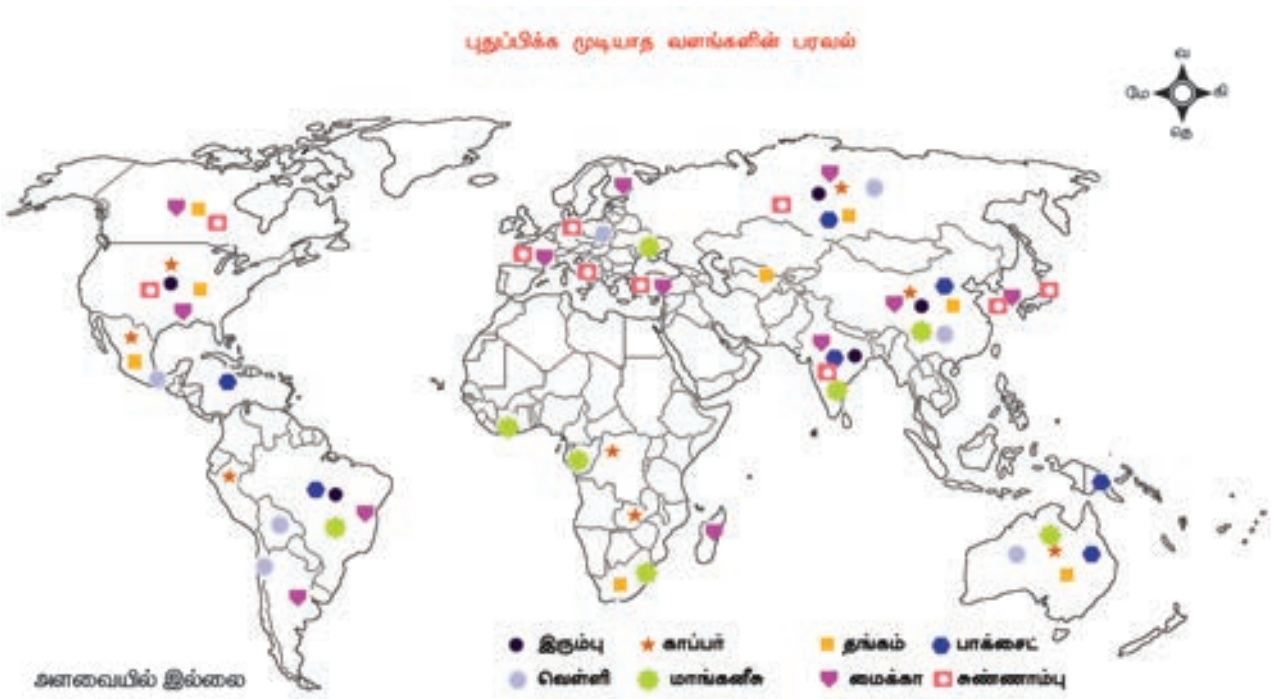 புதுப்பிக்க முடியாத வளங்களின் பரவல்
வ
மே
கி
தெ
இரும்பு காப்பர் தங்கம் பாக்சைட்
வெள்ளி மாங்கனீசு மைக்கா சுண்ணாம்பு
அளவையில் இல்லை